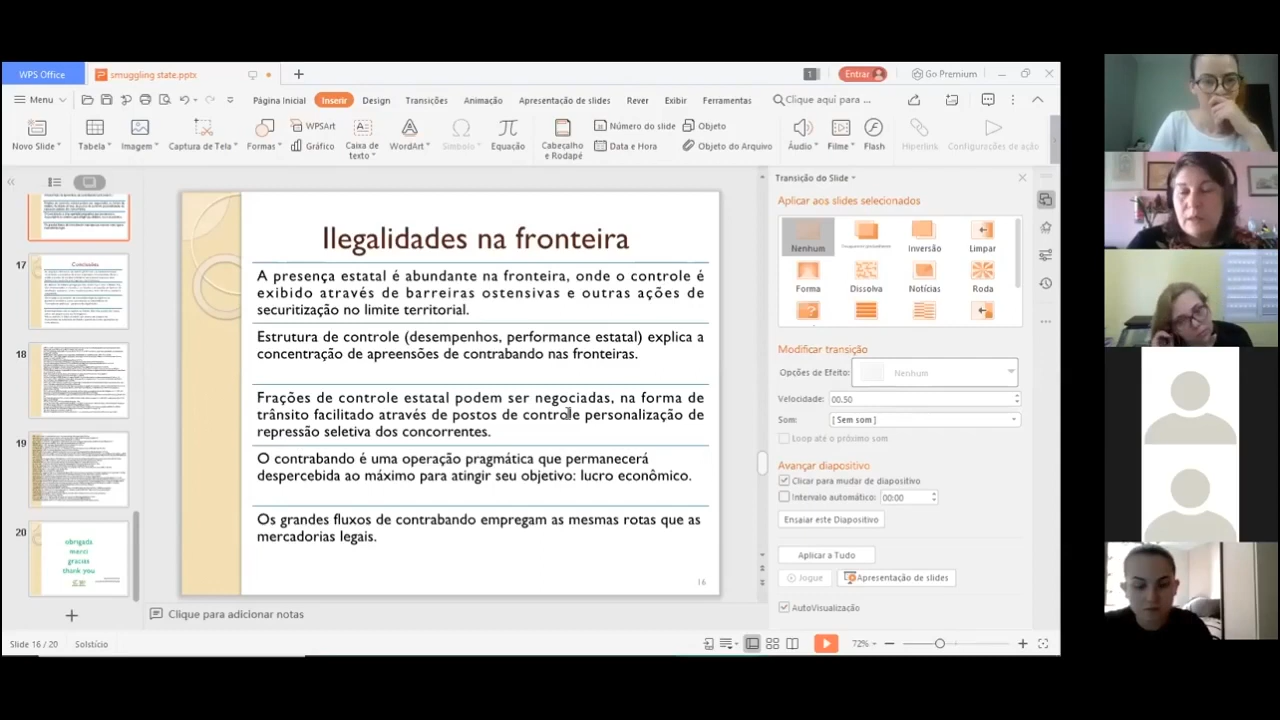 WPS Office
smuggling state.pptx
1
Entrar
Go Premium
Menu
Página Inicial
Inserir
Design
Transições
Animação
Apresentação de slides
Rever
Exibir
Ferramentas
Clique aqui para ...
Novo Slide
Tabela
Imagem
Captura de Tela
Formas
WPSArt
Gráfico
Caixa de texto
WordArt
Símbolo
Equação
Cabeçalho e Rodapé
Número do slide
Data e Hora
Objeto
Objeto do Arquivo
Áudio
Filme
Flash
Hiperlink
Configurações de ação
17
Conclusões
18
19
20
obrigada
merci
gracias
thank you
Ilegalidades na fronteira
A presença estatal é abundante na fronteira, onde o controle é
exibido através de barreiras ostensivas e outras ações de
securitização no limite territorial.
Estrutura de controle (desempenhos, performance estatal) explica a
concentração de apreensões de contrabando nas fronteiras.
Frações de controle estatal podem ser negociadas, na forma de
trânsito facilitado através de postos de controle personalização de
repressão seletiva dos concorrentes.
O contrabando é uma operação pragmática que permanecerá
despercebida ao máximo para atingir seu objetivo: lucro econômico.
Os grandes fluxos de contrabando empregam as mesmas rotas que as
mercadorias legais.
16
Clique para adicionar notas
Transição do Slide
Aplicar aos slides selecionados
Nenhum
Inversão
Limpar
Forma
Dissolva
Notícias
Roda
Modificar transição
Opções de Efeito:
Nenhum
Velocidade:
00.50
Som:
[ Sem som ]
Loop até o próximo som
Avançar diapositivo
Clicar para mudar de diapositivo
Intervalo automático:
00:00
Ensaiar este Diapositivo
Aplicar a Tudo
Jogue
Apresentação de slides
AutoVisualização
Slide 16 / 20
Solstício
72%